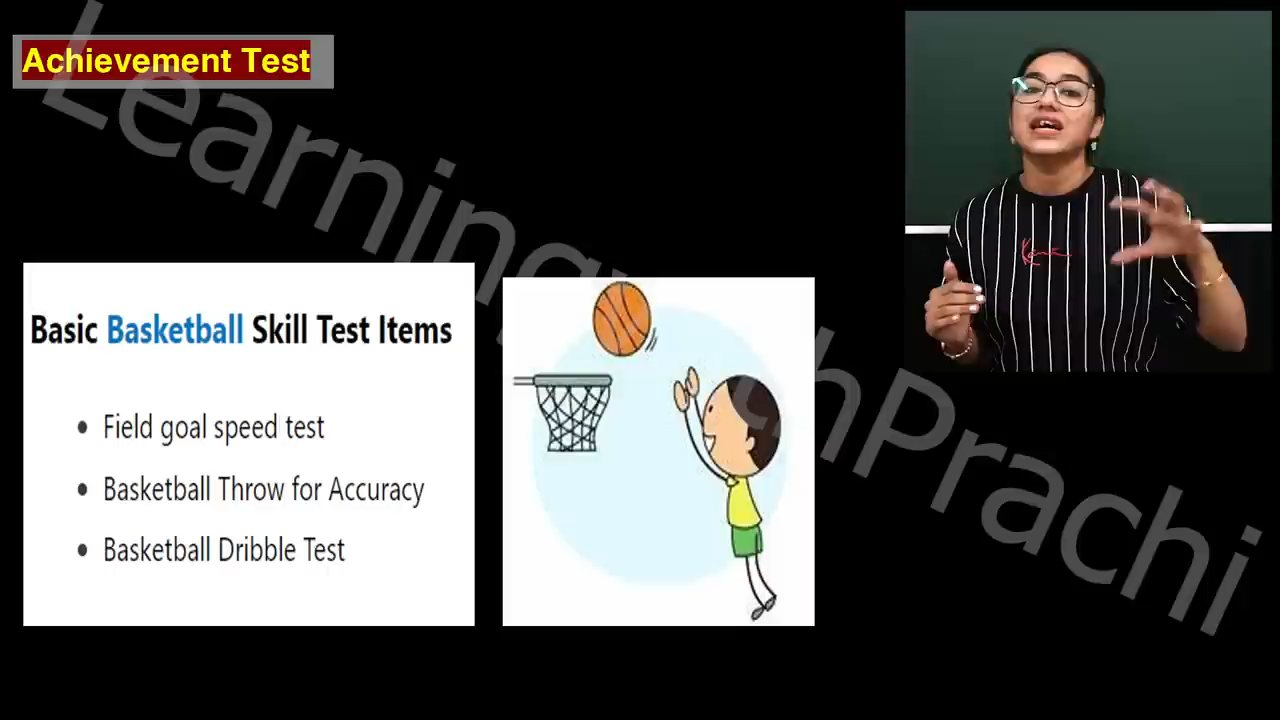 Achievement Test
Basic Basketball Skill Test Items
• Field goal speed test
• Basketball Throw for Accuracy
• Basketball Dribble Test